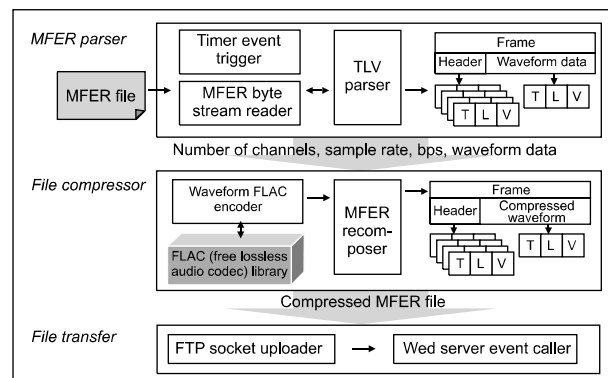 MFER parser
Timer event
trigger
MFER file
MFER byte
stream reader
TLV
parser
Frame
Header
Waveform data
T L V
T L V
Number of channels, sample rate, bps, waveform data
File compressor
Waveform FLAC
encoder
FLAC (free lossless
audio codec) library
MFER
recom-
poser
Frame
Header
Compressed
waveform
T L V
T L V
Compressed MFER file
File transfer
FTP socket uploader
Wed server event caller